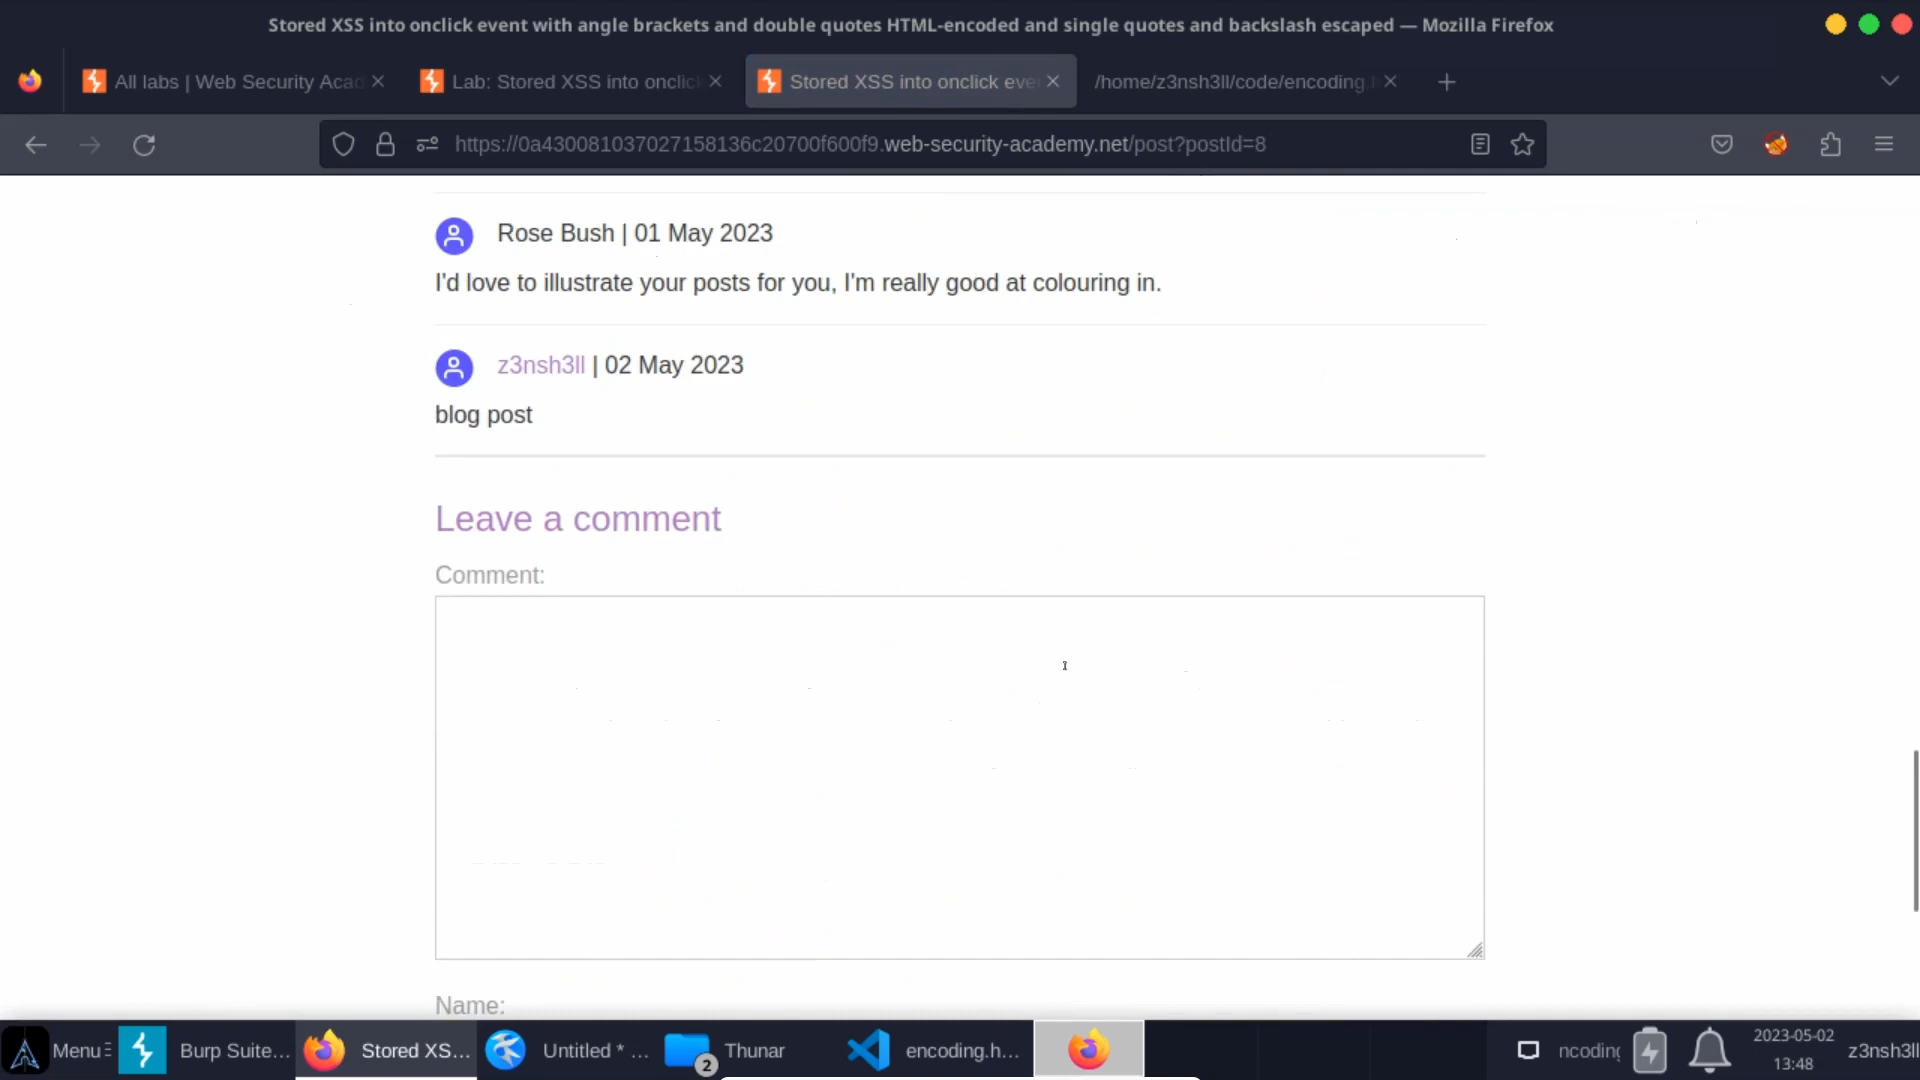 Stored XSS into onclick event with angle brackets and double quotes HTML-encoded and single quotes and backslash escaped — Mozilla Firefox
All labs | Web Security Acad
Lab: Stored XSS into onclic
Stored XSS into onclick eve
/home/z3nsh3ll/code/encoding.h
https://0a430081037027158136c20700f600f9.web-security-academy.net/post?postId=8
Rose Bush | 01 May 2023
I'd love to illustrate your posts for you, I'm really good at colouring in.
z3nsh3ll | 02 May 2023
blog post
Leave a comment
Comment:
Name:
Menu
Burp Suite...
Stored XS...
Untitled * ...
2
Thunar
encoding.h...
ncoding
2023-05-02
13:48
z3nsh3ll